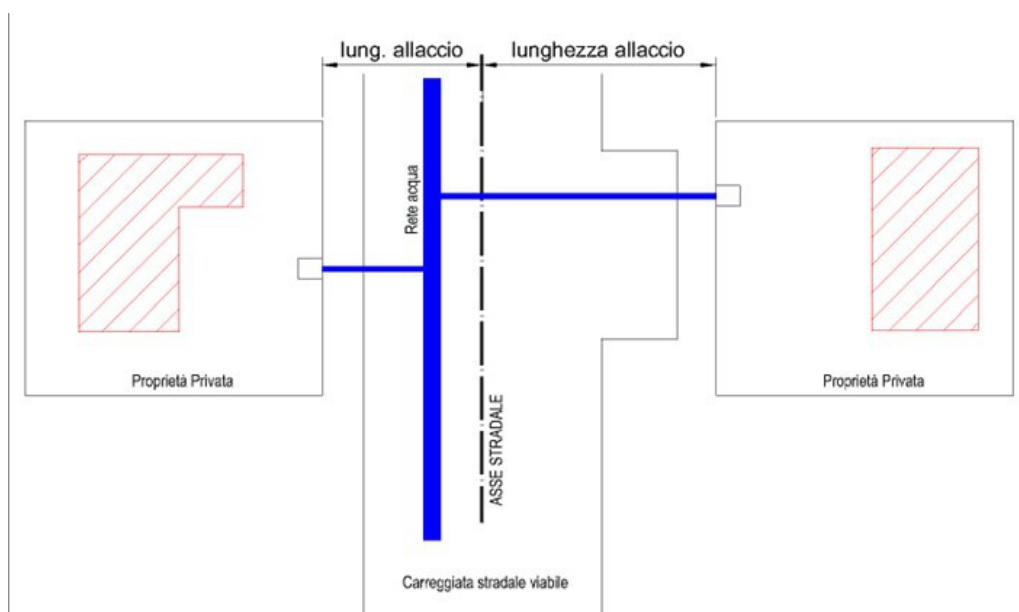 lung. allaccio
lunghezza allaccio
Rete acqua
ASSE STRADALE
Proprietà Privata
Proprietà Privata
Carreggiata stradale viabile